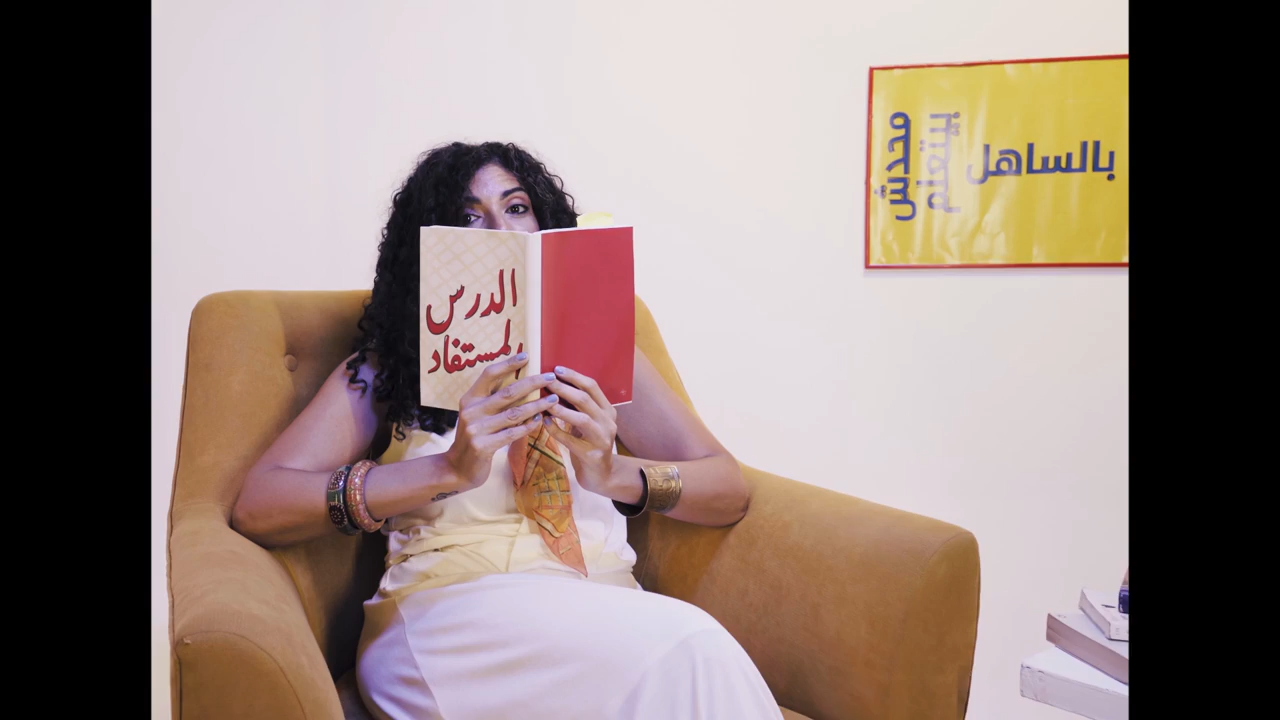 الدرس
المستفاد
محدش
بيتعلم
بالساهل